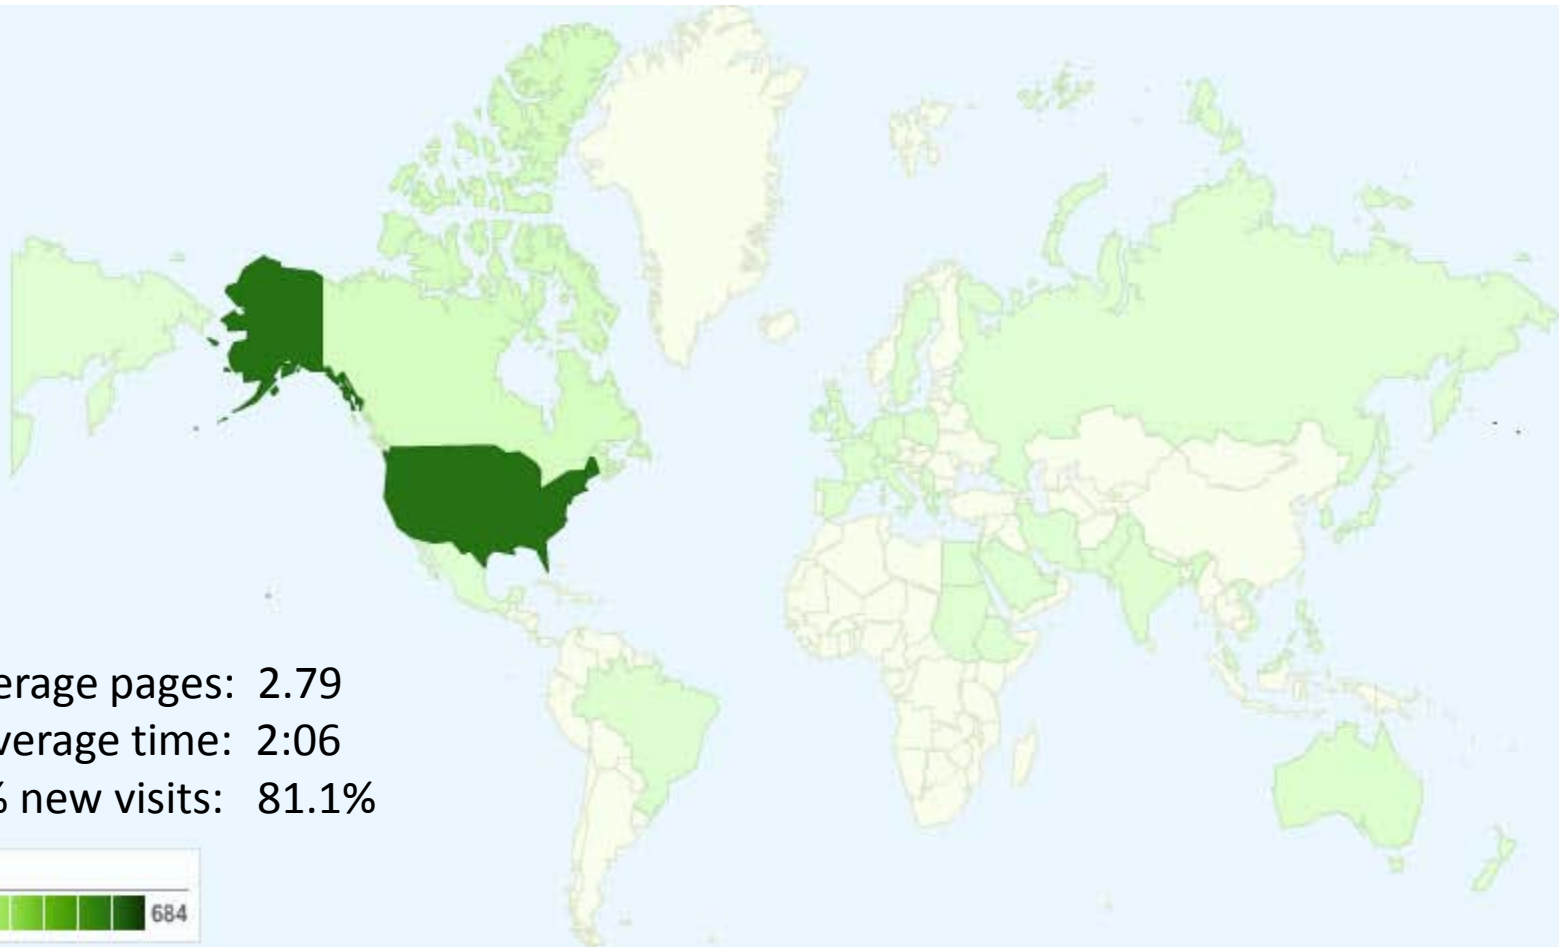 erage pages: 2.79
verage time: 2:06
% new visits: 81.1%
684